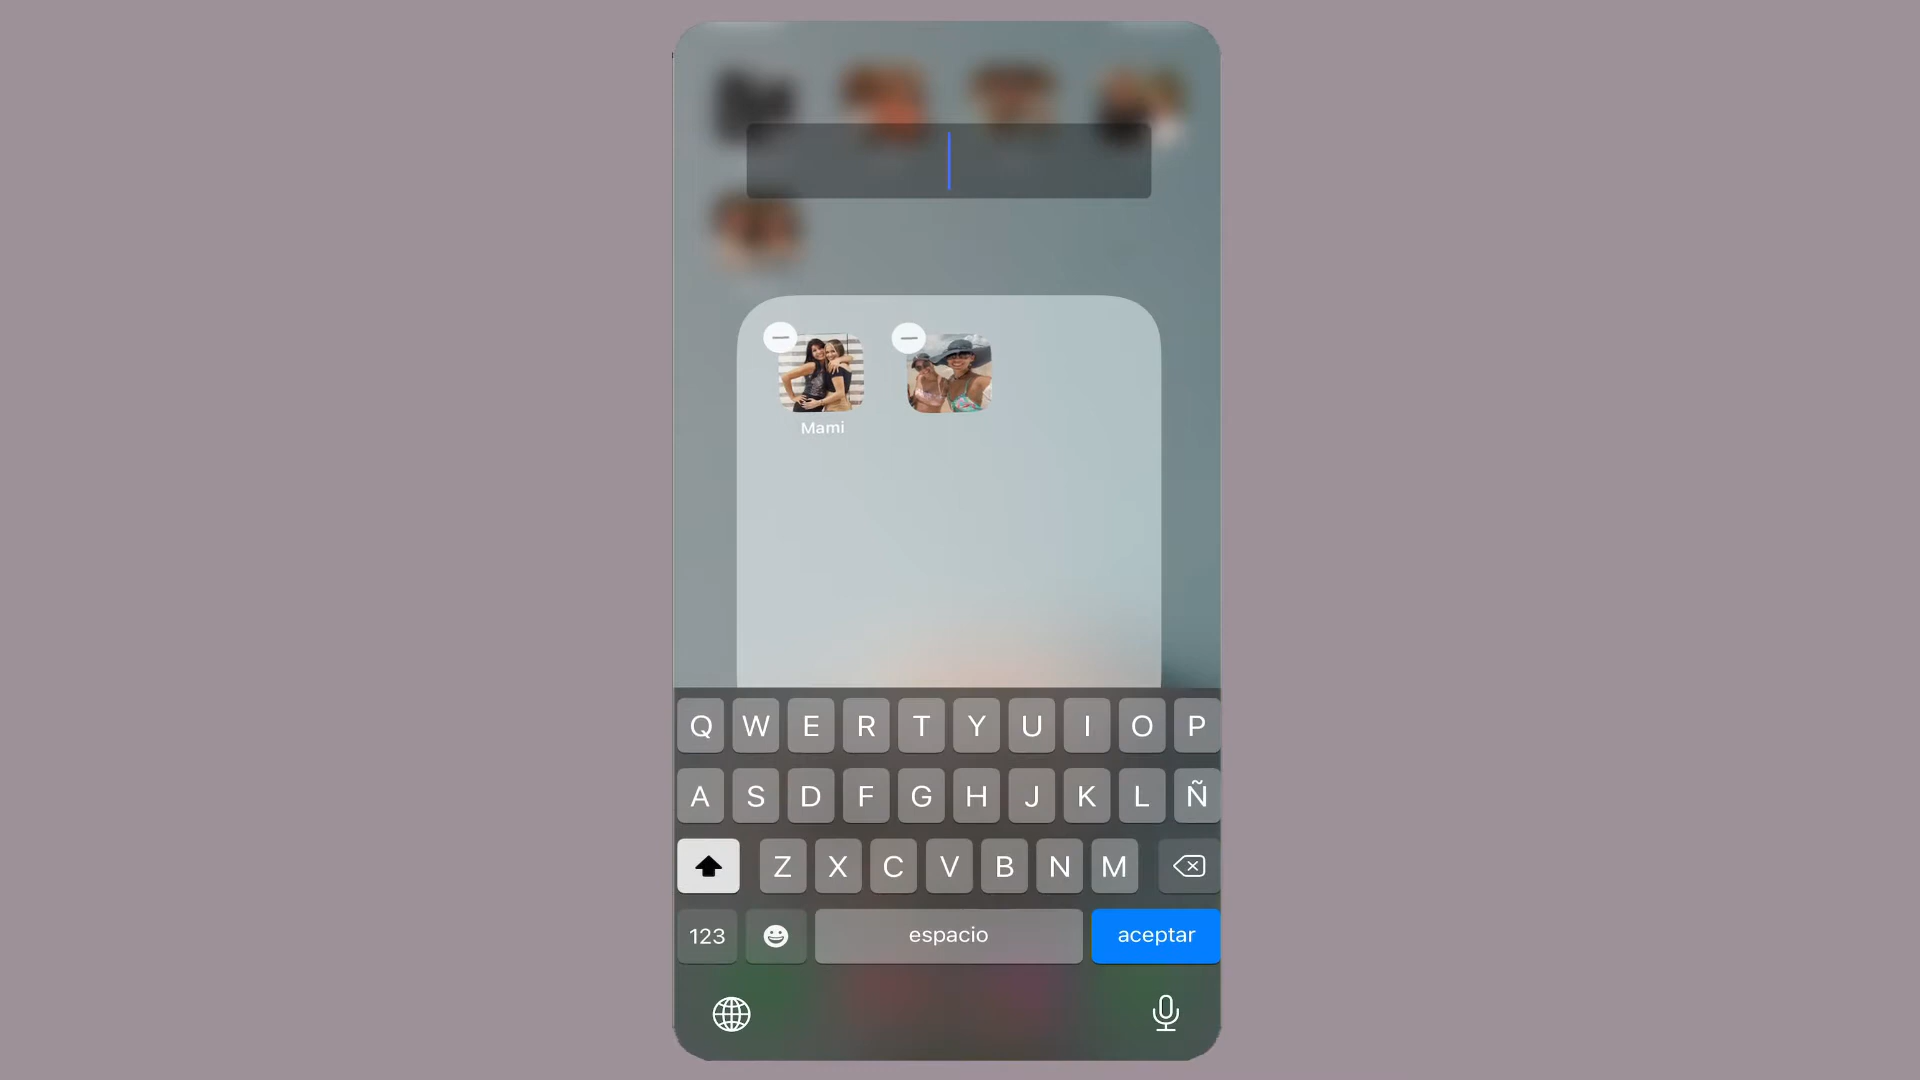 Mami
Q W E R T Y U I O P
A S D F G H J K L Ñ
Z X C V B N M
123 espacio aceptar